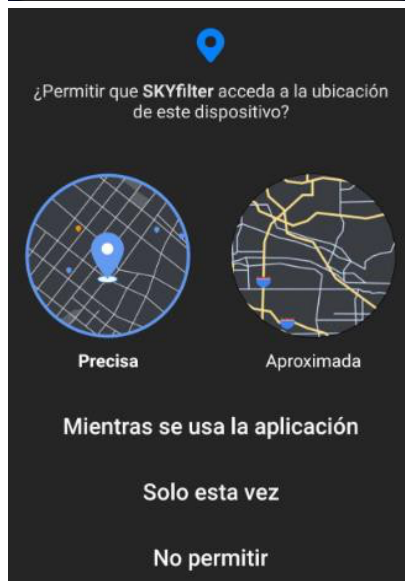 ¿Permitir que SKYfilter acceda a la ubicación
de este dispositivo?
Precisa
Aproximada
Mientras se usa la aplicación
Solo esta vez
No permitir